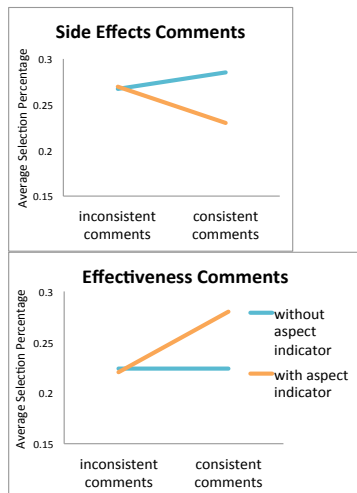 Side Effects Comments
Average Selection Percentage
0.3
0.25
0.2
0.15
inconsistent
comments
consistent
comments
Effectiveness Comments
Average Selection Percentage
0.3
0.25
0.2
0.15
without
aspect
indicator
with aspect
indicator
inconsistent
comments
consistent
comments